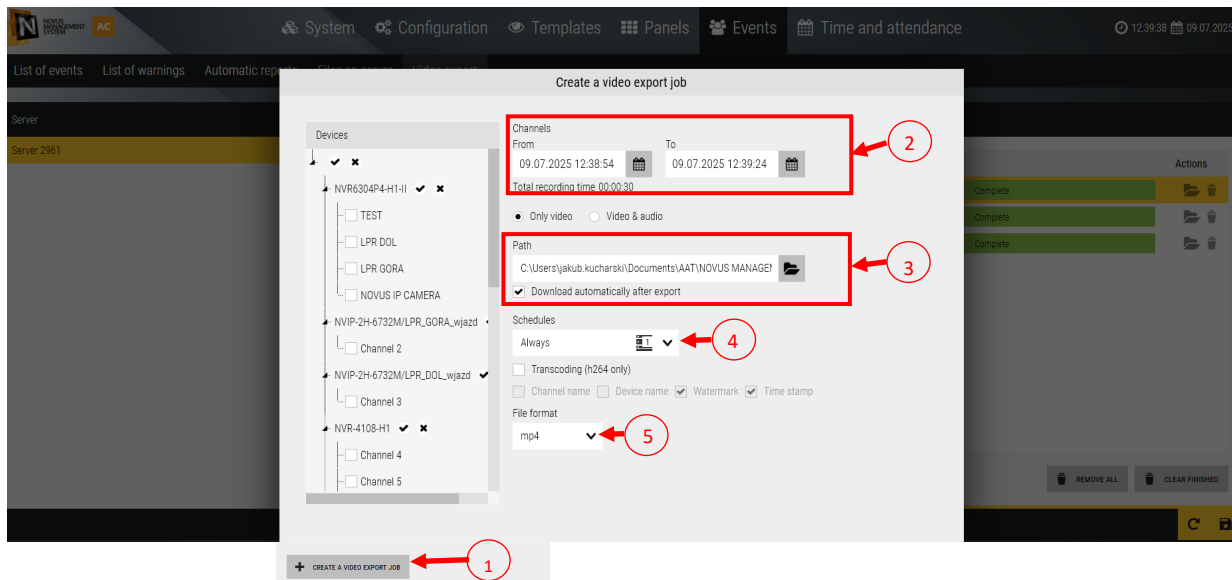 NOVUS
MANAGEMENT
SYSTEM
AC
System
Configuration
Templates
Panels
Events
Time and attendance
12:39:38 09.07.2025
List of events
List of warnings
Automatic
Server
Server 2961
Create a video export job
Devices
NVR6304P4-H1-II
TEST
LPR DOL
LPR GORA
NOVUS IP CAMERA
NVIP-2H-6732M/LPR_GORA_wjazd
Channel 2
NVIP-2H-6732M/LPR_DOL_wjazd
Channel 3
NVR-4108-H1
Channel 4
Channel 5
Channels
From To
09.07.2025 12:38:54 09.07.2025 12:39:24
Total recording time 00:00:30
Only video Video & audio
Path
C:\Users\jakub.kucharski\Documents\AAT\NOVUS MANAGEM
Download automatically after export
Schedules
Always 1
Transcoding (h264 only)
Channel name Device name Watermark Time stamp
File format
mp4
2
3
4
5
Actions
Complete
Complete
Complete
REMOVE ALL CLEAR FINISHED
+ CREATE A VIDEO EXPORT JOB
1